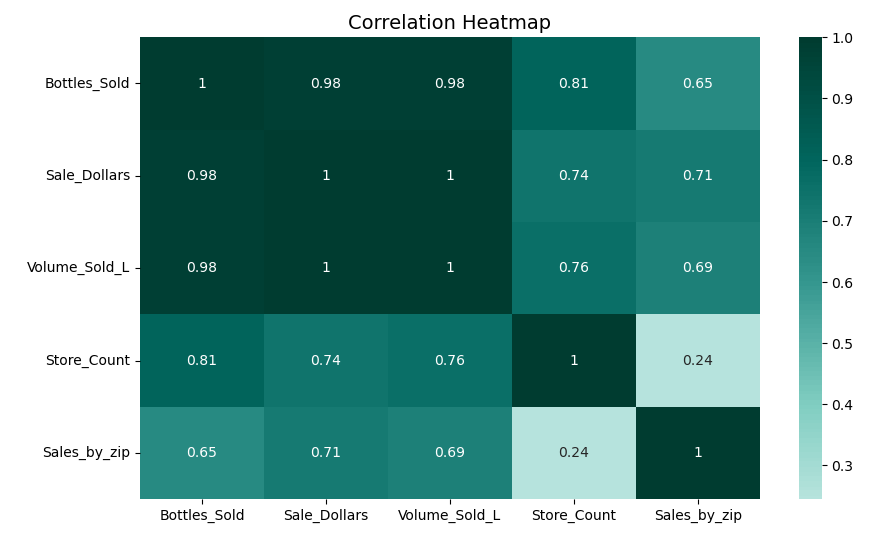 Correlation Heatmap
Bottles_Sold 1 0.98 0.98 0.81 0.65
Sale_Dollars 0.98 1 1 0.74 0.71
Volume_Sold_L 0.98 1 1 0.76 0.69
Store_Count 0.81 0.74 0.76 1 0.24
Sales_by_zip 0.65 0.71 0.69 0.24 1
Bottles_Sold Sale_Dollars Volume_Sold_L Store_Count Sales_by_zip
1.0
0.9
0.8
0.7
0.6
0.5
0.4
0.3